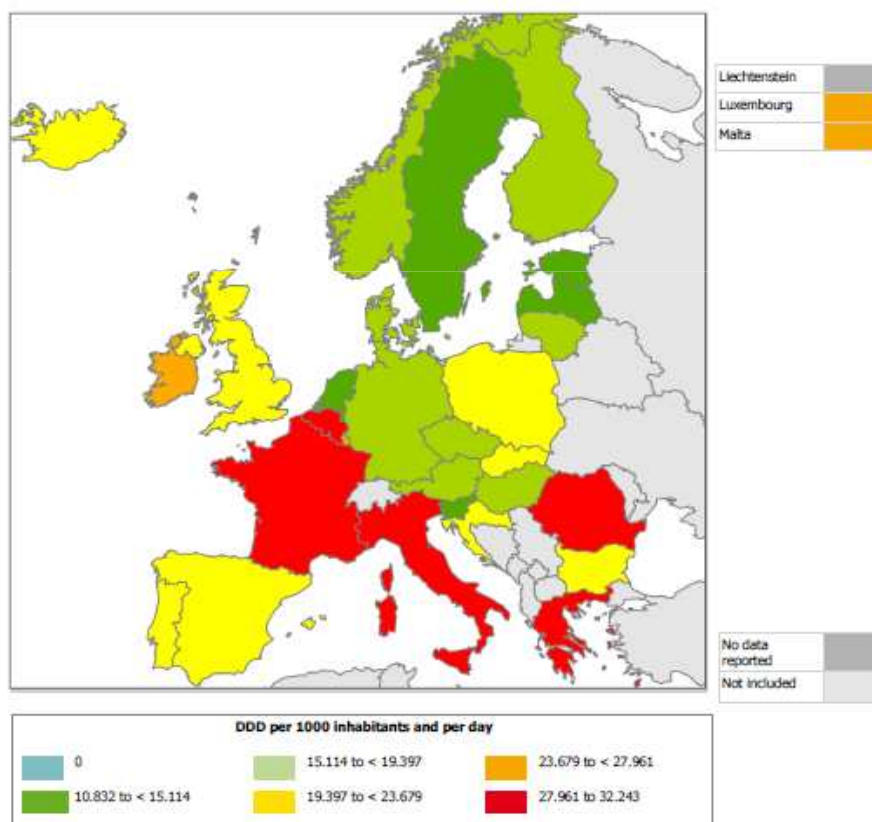 Liechtenstein
Luxembourg
Malta
No data
reported
Not included
DDD per 1000 inhabitants and per day
0
15.114 to < 19.397
23.679 to < 27.961
10.832 to < 15.114
19.397 to < 23.679
27.961 to 32.243